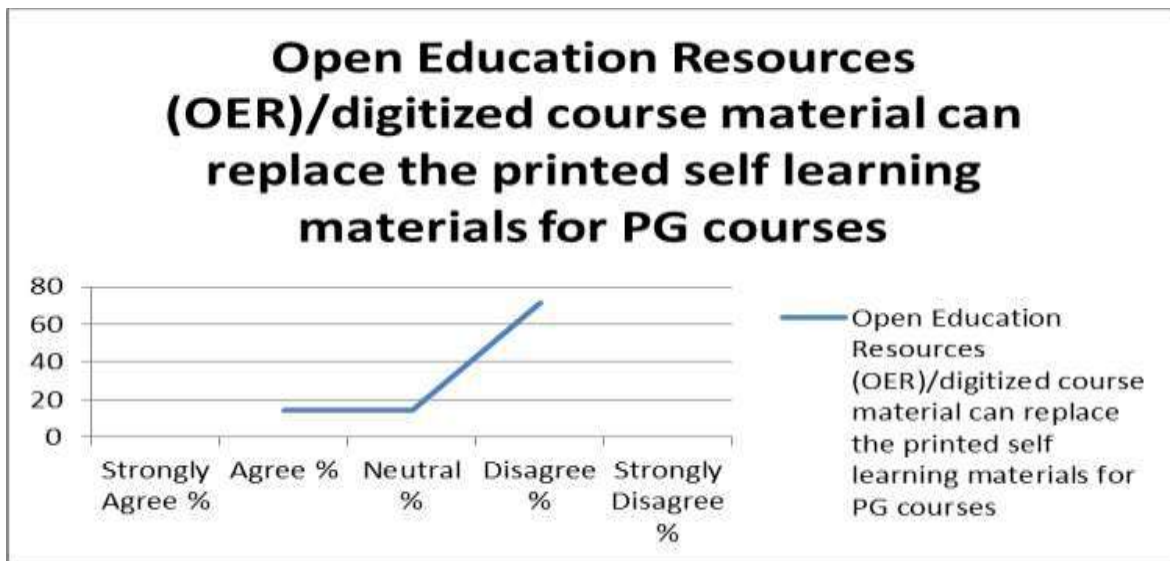 Open Education Resources
(OER)/digitized course material can
replace the printed self learning
materials for PG courses
80
60
40
20
0
Strongly Agree %
Agree %
Neutral %
Disagree %
Strongly Disagree %
Open Education
Resources
(OER)/digitized course
material can replace
the printed self
learning materials for
PG courses